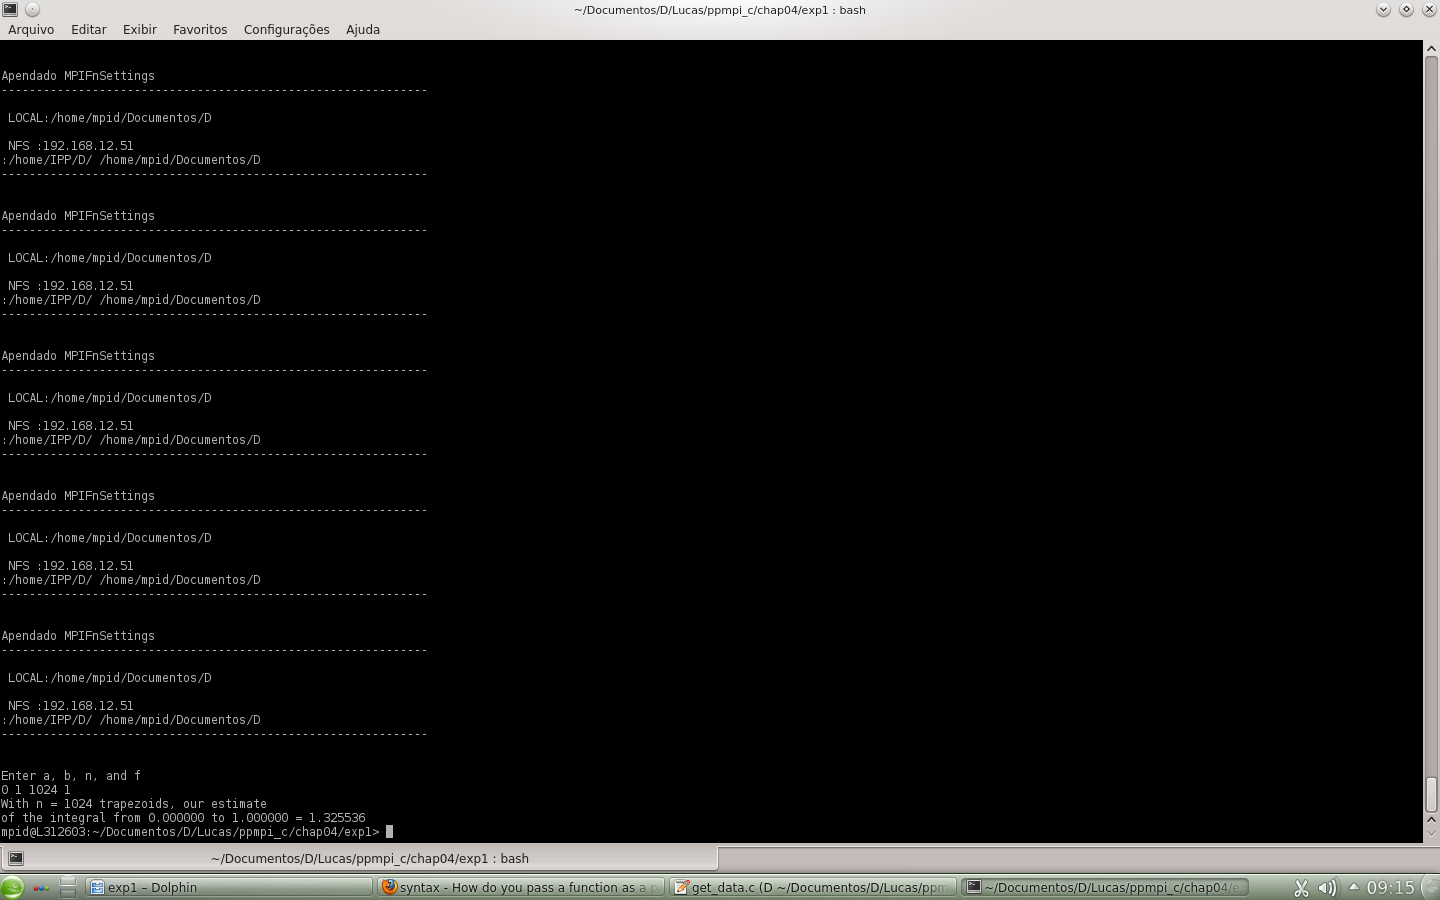 ~/Documentos/D/Lucas/ppmpi_c/chap04/exp1 : bash
Arquivo Editar Exibir Favoritos Configurações Ajuda
Apendado MPIFnSettings
-------------------------------------------------------------
LOCAL:/home/mpid/Documentos/D
NFS :192.168.12.51
:/home/IPP/D/ /home/mpid/Documentos/D
-------------------------------------------------------------
Apendado MPIFnSettings
-------------------------------------------------------------
LOCAL:/home/mpid/Documentos/D
NFS :192.168.12.51
:/home/IPP/D/ /home/mpid/Documentos/D
-------------------------------------------------------------
Apendado MPIFnSettings
-------------------------------------------------------------
LOCAL:/home/mpid/Documentos/D
NFS :192.168.12.51
:/home/IPP/D/ /home/mpid/Documentos/D
-------------------------------------------------------------
Apendado MPIFnSettings
-------------------------------------------------------------
LOCAL:/home/mpid/Documentos/D
NFS :192.168.12.51
:/home/IPP/D/ /home/mpid/Documentos/D
-------------------------------------------------------------
Apendado MPIFnSettings
-------------------------------------------------------------
LOCAL:/home/mpid/Documentos/D
NFS :192.168.12.51
:/home/IPP/D/ /home/mpid/Documentos/D
-------------------------------------------------------------
Enter a, b, n, and f
0 1 1024 1
With n = 1024 trapezoids, our estimate
of the integral from 0.000000 to 1.000000 = 1.325536
mpid@L312603:~/Documentos/D/Lucas/ppmpi_c/chap04/exp1>
~/Documentos/D/Lucas/ppmpi_c/chap04/exp1 : bash
exp1 – Dolphin
syntax - How do you pass a function as a p
get_data.c (D ~/Documentos/D/Lucas/ppm
~/Documentos/D/Lucas/ppmpi_c/chap04/e
09:15